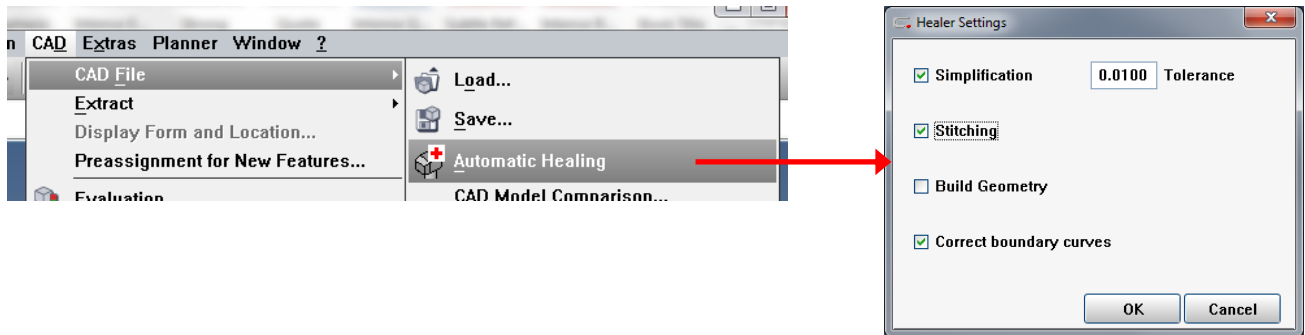 CAD Extras Planner Window ?
CAD File
Extract
Display Form and Location...
Preassignment for New Features...
Evaluation
Load...
Save...
Automatic Healing
CAD Model Comparison...
Healer Settings
Simplification 0.0100 Tolerance
Stitching
Build Geometry
Correct boundary curves
OK Cancel